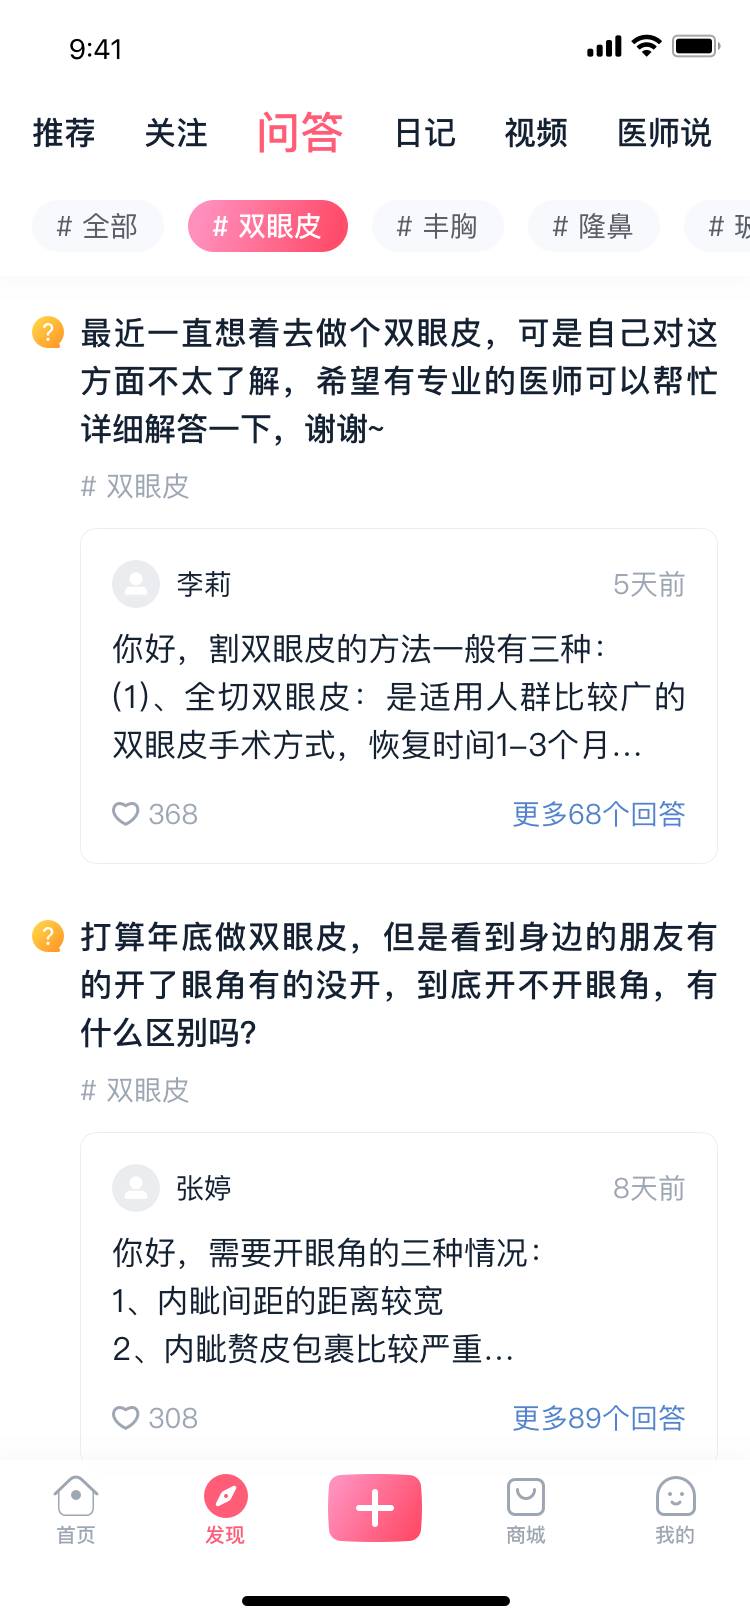 9:41
推荐 关注 问答 日记 视频 医师说
# 全部 # 双眼皮 # 丰胸 # 隆鼻 # 玻
最近一直想着去做个双眼皮，可是自己对这
方面不太了解，希望有专业的医师可以帮忙
详细解答一下，谢谢~
# 双眼皮
李莉 5天前
你好，割双眼皮的方法一般有三种：
(1)、全切双眼皮：是适用人群比较广的
双眼皮手术方式，恢复时间1-3个月...
368 更多68个回答
打算年底做双眼皮，但是看到身边的朋友有
的开了眼角有的没开，到底开不开眼角，有
什么区别吗?
# 双眼皮
张婷 8天前
你好，需要开眼角的三种情况：
1、内眦间距的距离较宽
2、内眦赘皮包裹比较严重...
308 更多89个回答
首页 发现 商城 我的